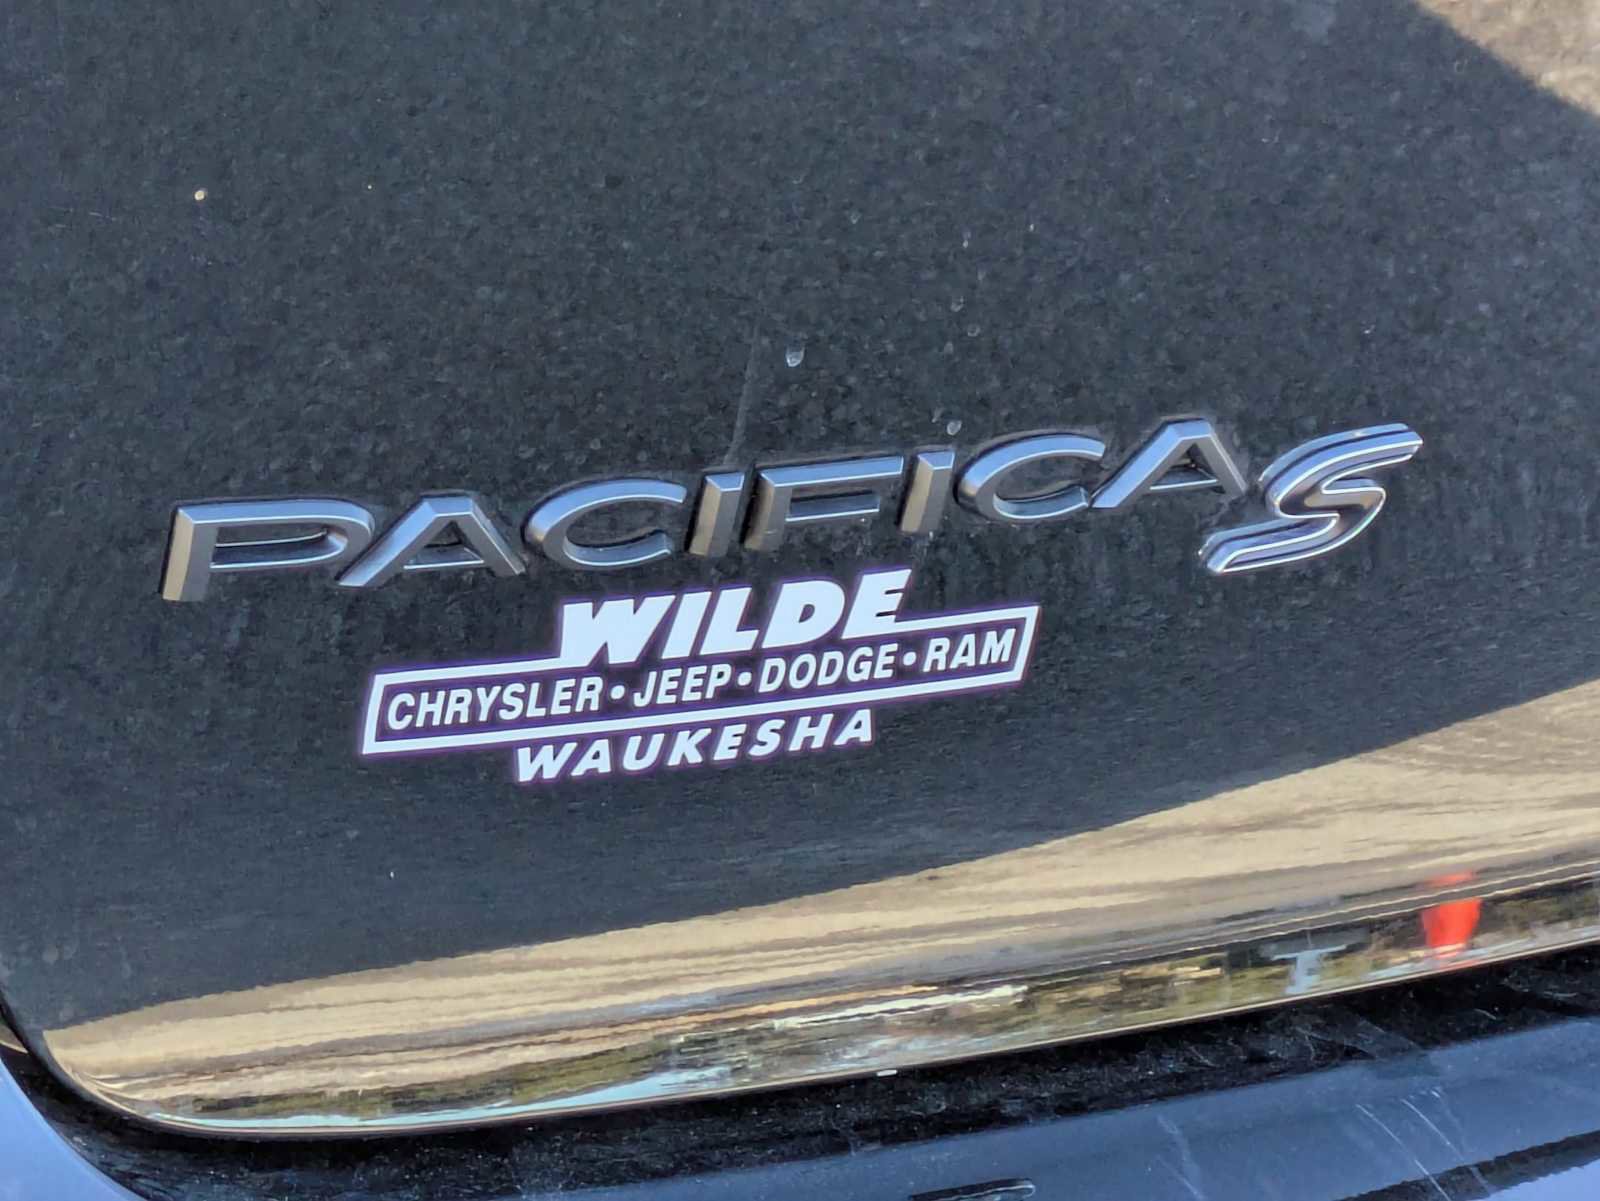 PACIFICA S
WILDE
CHRYSLER • JEEP • DODGE • RAM
WAUKESHA